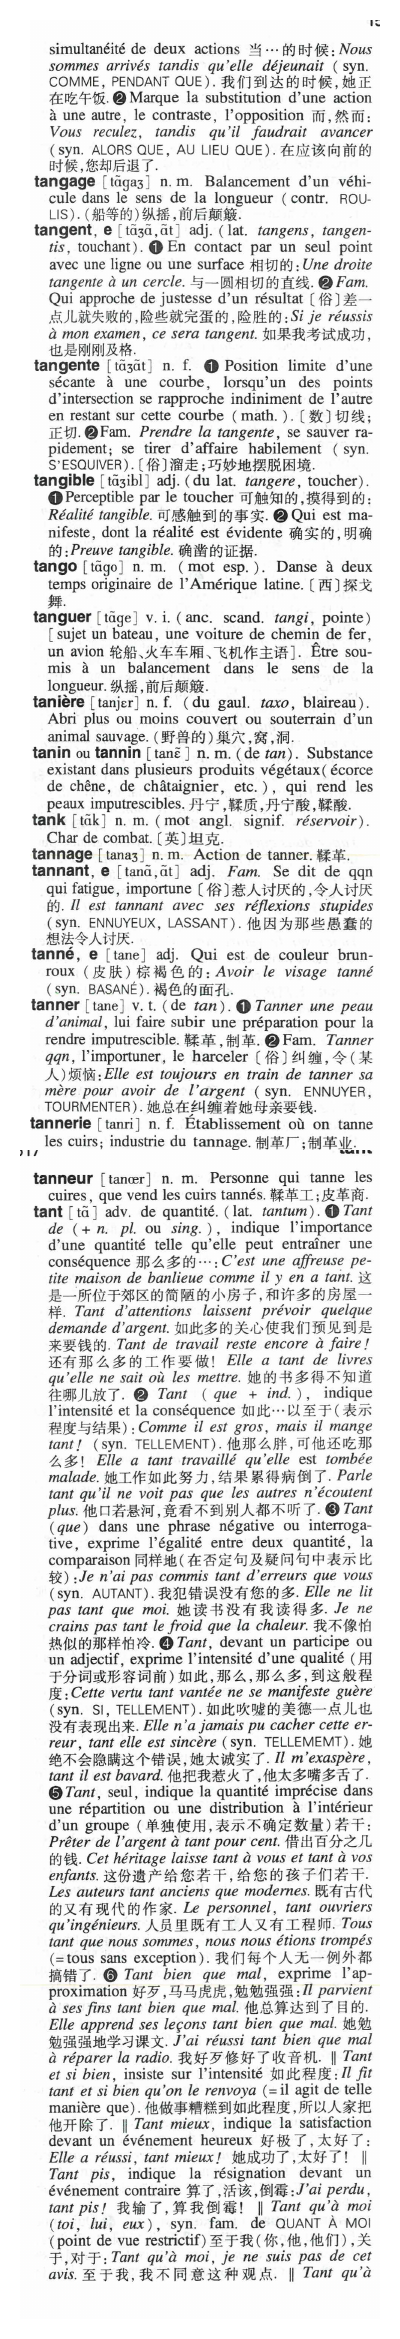 simultanéité de deux actions 当…的时候: Nous
sommes arrivés tandis qu'elle déjeunait ( syn.
COMME, PENDANT QUE). 我们到达的时候,她正
在吃午饭. ❷ Marque la substitution d'une action
à une autre, le contraste, l'opposition 而,然而:
Vous reculez, tandis qu'il faudrait avancer
(syn. ALORS QUE, AU LIEU QUE). 在应该向前的
时候,您却后退了.
tangage [tɑ̃gaʒ] n. m. Balancement d'un véhi-
cule dans le sens de la longueur ( contr. ROU-
LIS). (船等的)纵摇,前后颠簸.
tangent, e [tɑ̃ʒɑ̃,ɑ̃t] adj. (lat. tangens, tangen-
tis, touchant). ❶ En contact par un seul point
avec une ligne ou une surface 相切的: Une droite
tangente à un cercle. 与一圆相切的直线. ❷ Fam.
Qui approche de justesse d'un résultat [俗]差一
点儿就失败的,险些就完蛋的,险胜的: Si je réussis
à mon examen, ce sera tangent. 如果我考试成功,
也是刚刚及格.
tangente [tɑ̃ʒɑ̃t] n. f. ❶ Position limite d'une
sécante à une courbe, lorsqu'un des points
d'intersection se rapproche indiniment de l'autre
en restant sur cette courbe ( math. ). [数]切线;
正切. ❷ Fam. Prendre la tangente, se sauver ra-
pidement; se tirer d'affaire habilement ( syn.
S'ESQUIVER). [俗]溜走;巧妙地摆脱困境.
tangible [tɑ̃ʒibl] adj. (du lat. tangere, toucher).
❶ Perceptible par le toucher 可触知的,摸得到的:
Réalité tangible. 可感触到的事实. ❷ Qui est ma-
nifeste, dont la réalité est évidente 确实的,明确
的: Preuve tangible. 确凿的证据.
tango [tɑ̃go] n. m. ( mot esp. ). Danse à deux
temps originaire de l'Amérique latine. [西]探戈
舞.
tanguer [tɑ̃ge] v. i. ( anc. scand. tangi, pointe)
[ sujet un bateau, une voiture de chemin de fer,
un avion 轮船、火车车厢、飞机作主语]. Être sou-
mis à un balancement dans le sens de la
longueur. 纵摇,前后颠簸.
tanière [tanjɛr] n. f. (du gaul. taxo, blaireau).
Abri plus ou moins couvert ou souterrain d'un
animal sauvage. (野兽的)巢穴,窝,洞.
tanin ou tannin [tanɛ̃] n. m. (de tan). Substance
existant dans plusieurs produits végétaux( écorce
de chêne, de châtaignier, etc. ), qui rend les
peaux imputrescibles. 丹宁,鞣质,丹宁酸,鞣酸.
tank [tɑ̃k] n. m. (mot angl. signif. réservoir).
Char de combat. [英]坦克.
tannage [tanaʒ] n. m. Action de tanner. 鞣革.
tannant, e [tanɑ̃,ɑ̃t] adj. Fam. Se dit de qqn
qui fatigue, importune [俗]惹人讨厌的,令人讨厌
的. Il est tannant avec ses réflexions stupides
(syn. ENNUYEUX, LASSANT). 他因为那些愚蠢的
想法令人讨厌.
tanné, e [tane] adj. Qui est de couleur brun-
roux (皮肤)棕褐色的: Avoir le visage tanné
(syn. BASANÉ). 褐色的面孔.
tanner [tane] v. t. (de tan). ❶ Tanner une peau
d'animal, lui faire subir une préparation pour la
rendre imputrescible. 鞣革,制革. ❷ Fam. Tanner
qqn, l'importuner, le harceler [俗]纠缠,令(某
人)烦恼: Elle est toujours en train de tanner sa
mère pour avoir de l'argent ( syn. ENNUYER,
TOURMENTER). 她总在纠缠着她母亲要钱.
tannerie [tanri] n. f. Établissement où on tanne
les cuirs; industrie du tannage. 制革厂;制革业.
tanneur [tanœr] n. m. Personne qui tanne les
cuires, que vend les cuirs tannés. 鞣革工;皮革商.
tant [tɑ̃] adv. de quantité. (lat. tantum). ❶ Tant
de ( + n. pl. ou sing. ), indique l'importance
d'une quantité telle qu'elle peut entraîner une
conséquence 那么多的…: C'est une affreuse pe-
tite maison de banlieue comme il y en a tant. 这
是一所位于郊区的简陋的小房子,和许多的房屋一
样. Tant d'attentions laissent prévoir quelque
demande d'argent. 如此多的关心使我们预见到是
来要钱的. Tant de travail reste encore à faire!
还有那么多的工作要做! Elle a tant de livres
qu'elle ne sait où les mettre. 她的书多得不知道
往哪儿放了. ❷ Tant ( que + ind. ), indique
l'intensité et la conséquence 如此…以至于(表示
程度与结果): Comme il est gros, mais il mange
tant! (syn. TELLEMENT). 他那么胖,可他还吃那
么多! Elle a tant travaillé qu'elle est tombée
malade. 她工作如此努力,结果累得病倒了. Parle
tant qu'il ne voit pas que les autres n'écoutent
plus. 他口若悬河,竟看不到别人都不听了. ❸ Tant
(que) dans une phrase négative ou interroga-
tive, exprime l'égalité entre deux quantité, la
comparaison 同样地(在否定句及疑问句中表示比
较): Je n'ai pas commis tant d'erreurs que vous
(syn. AUTANT). 我犯错误没有您的多. Elle ne lit
pas tant que moi. 她读书没有我读得多. Je ne
crains pas tant le froid que la chaleur. 我不像怕
热似的那样怕冷. ❹ Tant, devant un participe ou
un adjectif, exprime l'intensité d'une qualité (用
于分词或形容词前)如此,那么,那么多,到这般程
度: Cette vertu tant vantée ne se manifeste guère
(syn. SI, TELLEMENT). 如此吹嘘的美德一点儿也
没有表现出来. Elle n'a jamais pu cacher cette er-
reur, tant elle est sincère (syn. TELLEMEMT). 她
绝不会隐瞒这个错误,她太诚实了. Il m'exaspère,
tant il est bavard. 他把我惹火了,他太多嘴多舌了.
❺ Tant, seul, indique la quantité imprécise dans
une répartition ou une distribution à l'intérieur
d'un groupe (单独使用,表示不确定数量)若干:
Prêter de l'argent à tant pour cent. 借出百分之几
的钱. Cet héritage laisse tant à vous et tant à vos
enfants. 这份遗产给您若干,给您的孩子们若干.
Les auteurs tant anciens que modernes. 既有古代
的又有现代的作家. Le personnel, tant ouvriers
qu'ingénieurs. 人员里既有工人又有工程师. Tous
tant que nous sommes, nous nous étions trompés
(=tous sans exception). 我们每个人无一例外都
搞错了. ❻ Tant bien que mal, exprime l'ap-
proximation 好歹,马马虎虎,勉勉强强: Il parvient
à ses fins tant bien que mal. 他总算达到了目的.
Elle apprend ses leçons tant bien que mal. 她勉
勉强强地学习课文. J'ai réussi tant bien que mal
à réparer la radio. 我好歹修好了收音机. ‖ Tant
et si bien, insiste sur l'intensité 如此程度: Il fit
tant et si bien qu'on le renvoya (=il agit de telle
manière que). 他做事糟糕到如此程度,所以人家把
他开除了. ‖ Tant mieux, indique la satisfaction
devant un événement heureux 好极了,太好了:
Elle a réussi, tant mieux! 她成功了,太好了! ‖
Tant pis, indique la résignation devant un
événement contraire 算了,活该,倒霉: J'ai perdu,
tant pis! 我输了,算我倒霉! ‖ Tant qu'à moi
(toi, lui, eux), syn. fam. de QUANT À MOI
(point de vue restrictif)至于我(你,他,他们),关
于,对于: Tant qu'à moi, je ne suis pas de cet
avis. 至于我,我不同意这种观点. ‖ Tant qu'à